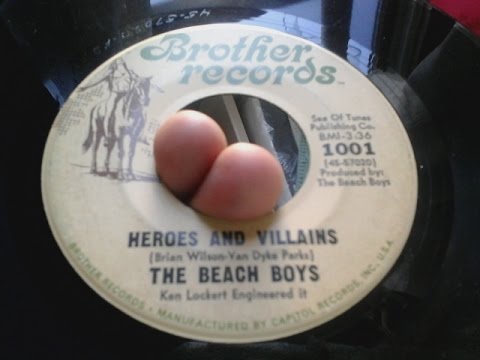 45-57020
Brother
records™
Sea Of Tunes
Publishing Co.
BMI-3:36
1001
(45-57020)
Produced by:
The Beach Boys
HEROES AND VILLAINS
(Brian Wilson-Van Dyke Parks)
THE BEACH BOYS
Ken Lockert Engineered it
BROTHER RECORDS • MANUFACTURED BY CAPITOL RECORDS, INC. U.S.A.